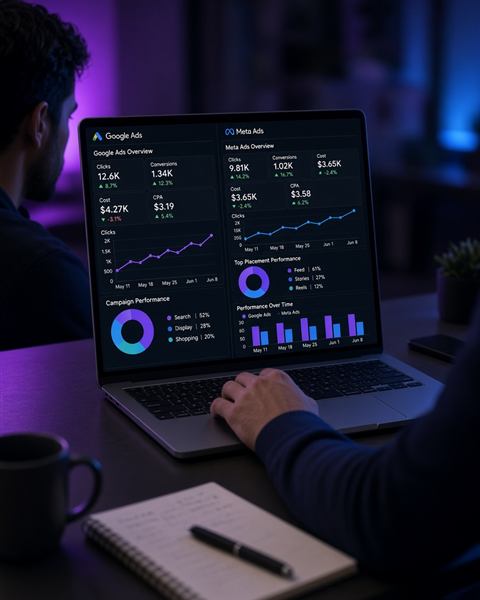 Google Ads
Google Ads Overview
Clicks
12.6K
▲ 8.7%
Conversions
1.34K
▲ 12.3%
Cost
$4.27K
▲ -3.1%
CPA
$3.19
▲ 5.4%
Clicks
2K
1.5K
1K
500
0
May 11 May 18 May 25 Jun 1 Jun 8
Campaign Performance
Search | 52%
Display | 28%
Shopping | 20%
Meta Ads
Meta Ads Overview
Clicks
9.81K
▲ 14.2%
Conversions
1.02K
▲ 16.7%
Cost
$3.65K
-2.4%
Cost
$3.65K
-2.4%
CPA
$3.58
▲ 6.2%
Clicks
2K
1.5K
250
0
May 11 May 18 May 25 Jun 1 Jun 8
Top Placement Performance
Feed | 61%
Stories | 27%
Reels | 12%
Performance Over Time
Google Ads Meta Ads
May 11 May 18 May 25 Jun 1 Jun 8